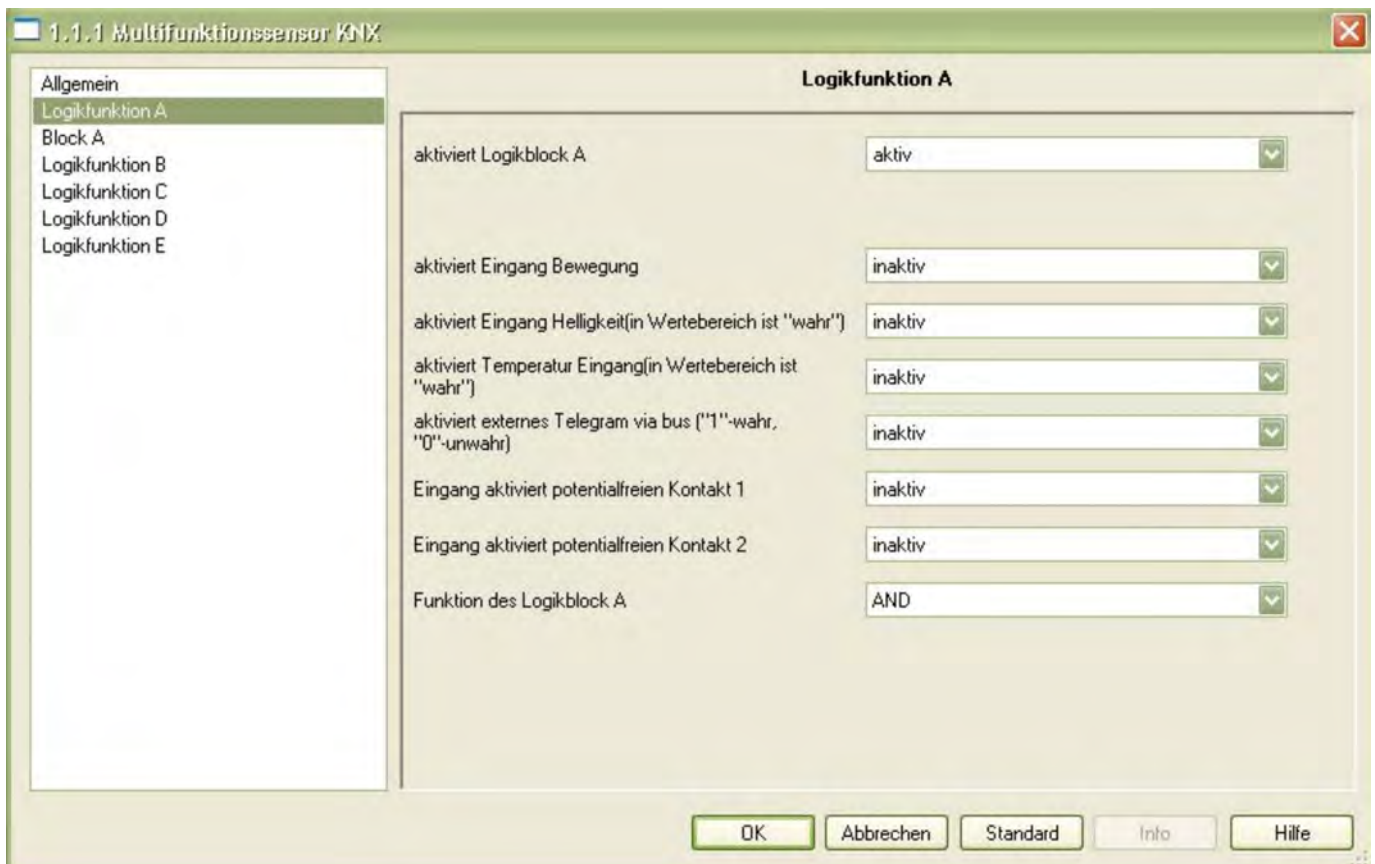 1.1.1 Multifunktionssensor KNX
Allgemein
Logikfunktion A
Block A
Logikfunktion B
Logikfunktion C
Logikfunktion D
Logikfunktion E
Logikfunktion A
aktiviert Logikblock A
aktiv
aktiviert Eingang Bewegung
inaktiv
aktiviert Eingang Helligkeit(in Wertebereich ist "wahr")
inaktiv
aktiviert Temperatur Eingang(in Wertebereich ist
"wahr")
inaktiv
aktiviert externes Telegram via bus ("1"-wahr,
"0"-unwahr)
inaktiv
Eingang aktiviert potentialfreien Kontakt 1
inaktiv
Eingang aktiviert potentialfreien Kontakt 2
inaktiv
Funktion des Logikblock A
AND
OK
Abbrechen
Standard
Info
Hilfe